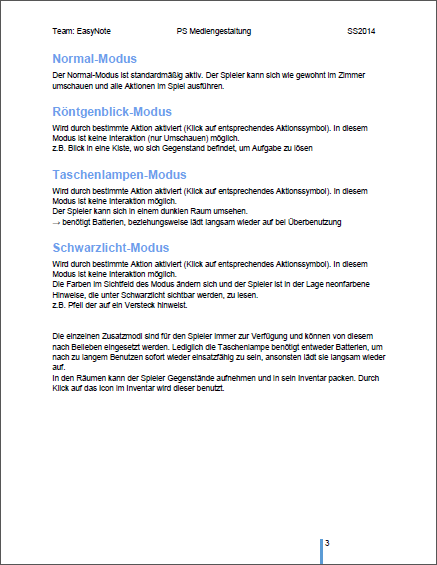 Team: EasyNote PS Mediengestaltung SS2014
Normal-Modus
Der Normal-Modus ist standardmäßig aktiv. Der Spieler kann sich wie gewohnt im Zimmer
umschauen und alle Aktionen im Spiel ausführen.
Röntgenblick-Modus
Wird durch bestimmte Aktion aktiviert (Klick auf entsprechendes Aktionssymbol). In diesem
Modus ist keine Interaktion (nur Umschauen) möglich.
z.B. Blick in eine Kiste, wo sich Gegenstand befindet, um Aufgabe zu lösen
Taschenlampen-Modus
Wird durch bestimmte Aktion aktiviert (Klick auf entsprechendes Aktionssymbol). In diesem
Modus ist keine Interaktion möglich.
Der Spieler kann sich in einem dunklen Raum umsehen.
→ benötigt Batterien, beziehungsweise lädt langsam wieder auf bei Überbenutzung
Schwarzlicht-Modus
Wird durch bestimmte Aktion aktiviert (Klick auf entsprechendes Aktionssymbol). In diesem
Modus ist keine Interaktion möglich.
Die Farben im Sichtfeld des Modus ändern sich und der Spieler ist in der Lage neonfarbene
Hinweise, die unter Schwarzlicht sichtbar werden, zu lesen.
z.B. Pfeil der auf ein Versteck hinweist.
Die einzelnen Zusatzmodi sind für den Spieler immer zur Verfügung und können von diesem
nach Belieben eingesetzt werden. Lediglich die Taschenlampe benötigt entweder Batterien, um
nach zu langem Benutzen sofort wieder einsatzfähig zu sein, ansonsten lädt sie langsam wieder
auf.
In den Räumen kann der Spieler Gegenstände aufnehmen und in sein Inventar packen. Durch
Klick auf das Icon im Inventar wird dieser benutzt.
3